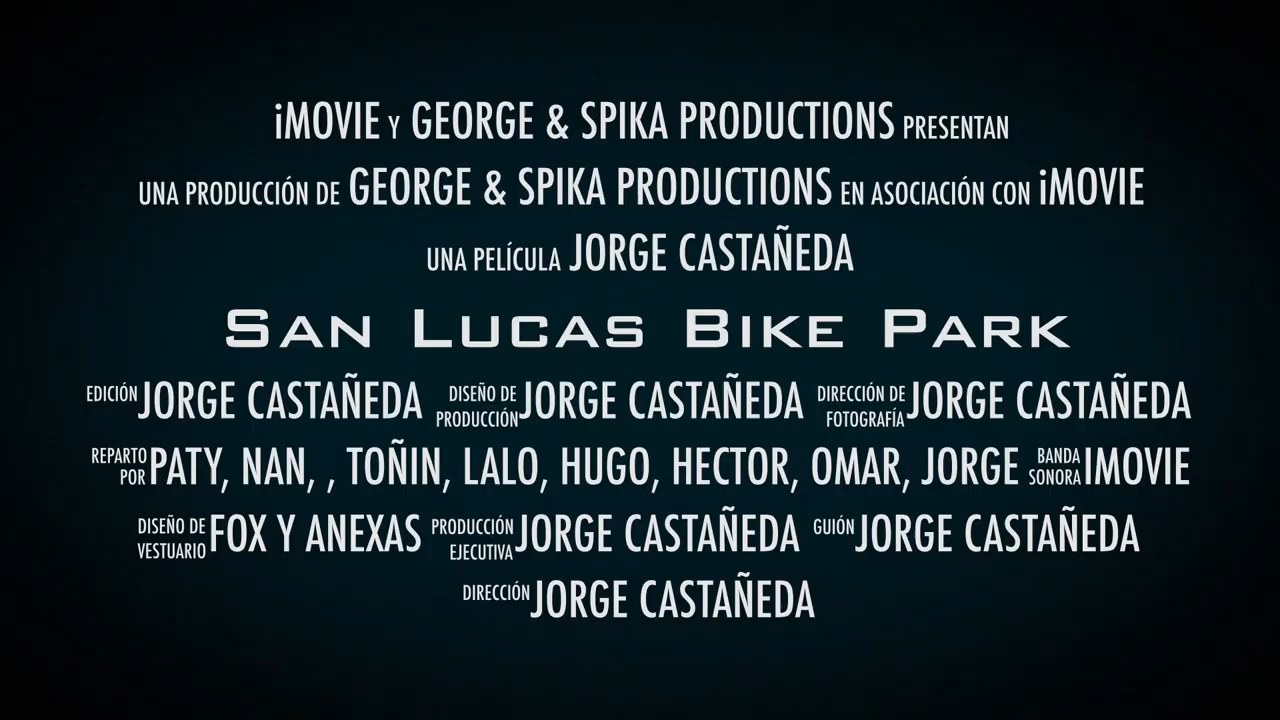 iMOVIE Y GEORGE & SPIKA PRODUCTIONS PRESENTAN
UNA PRODUCCIÓN DE GEORGE & SPIKA PRODUCTIONS EN ASOCIACIÓN CON iMOVIE
UNA PELÍCULA JORGE CASTAÑEDA
SAN LUCAS BIKE PARK
EDICIÓN JORGE CASTAÑEDA DISEÑO DE PRODUCCIÓN JORGE CASTAÑEDA DIRECCIÓN DE FOTOGRAFÍA JORGE CASTAÑEDA
REPARTO POR PATY, NAN, , TOÑIN, LALO, HUGO, HECTOR, OMAR, JORGE BANDA SONORA IMOVIE
DISEÑO DE VESTUARIO FOX Y ANEXAS PRODUCCIÓN EJECUTIVA JORGE CASTAÑEDA GUIÓN JORGE CASTAÑEDA
DIRECCIÓN JORGE CASTAÑEDA